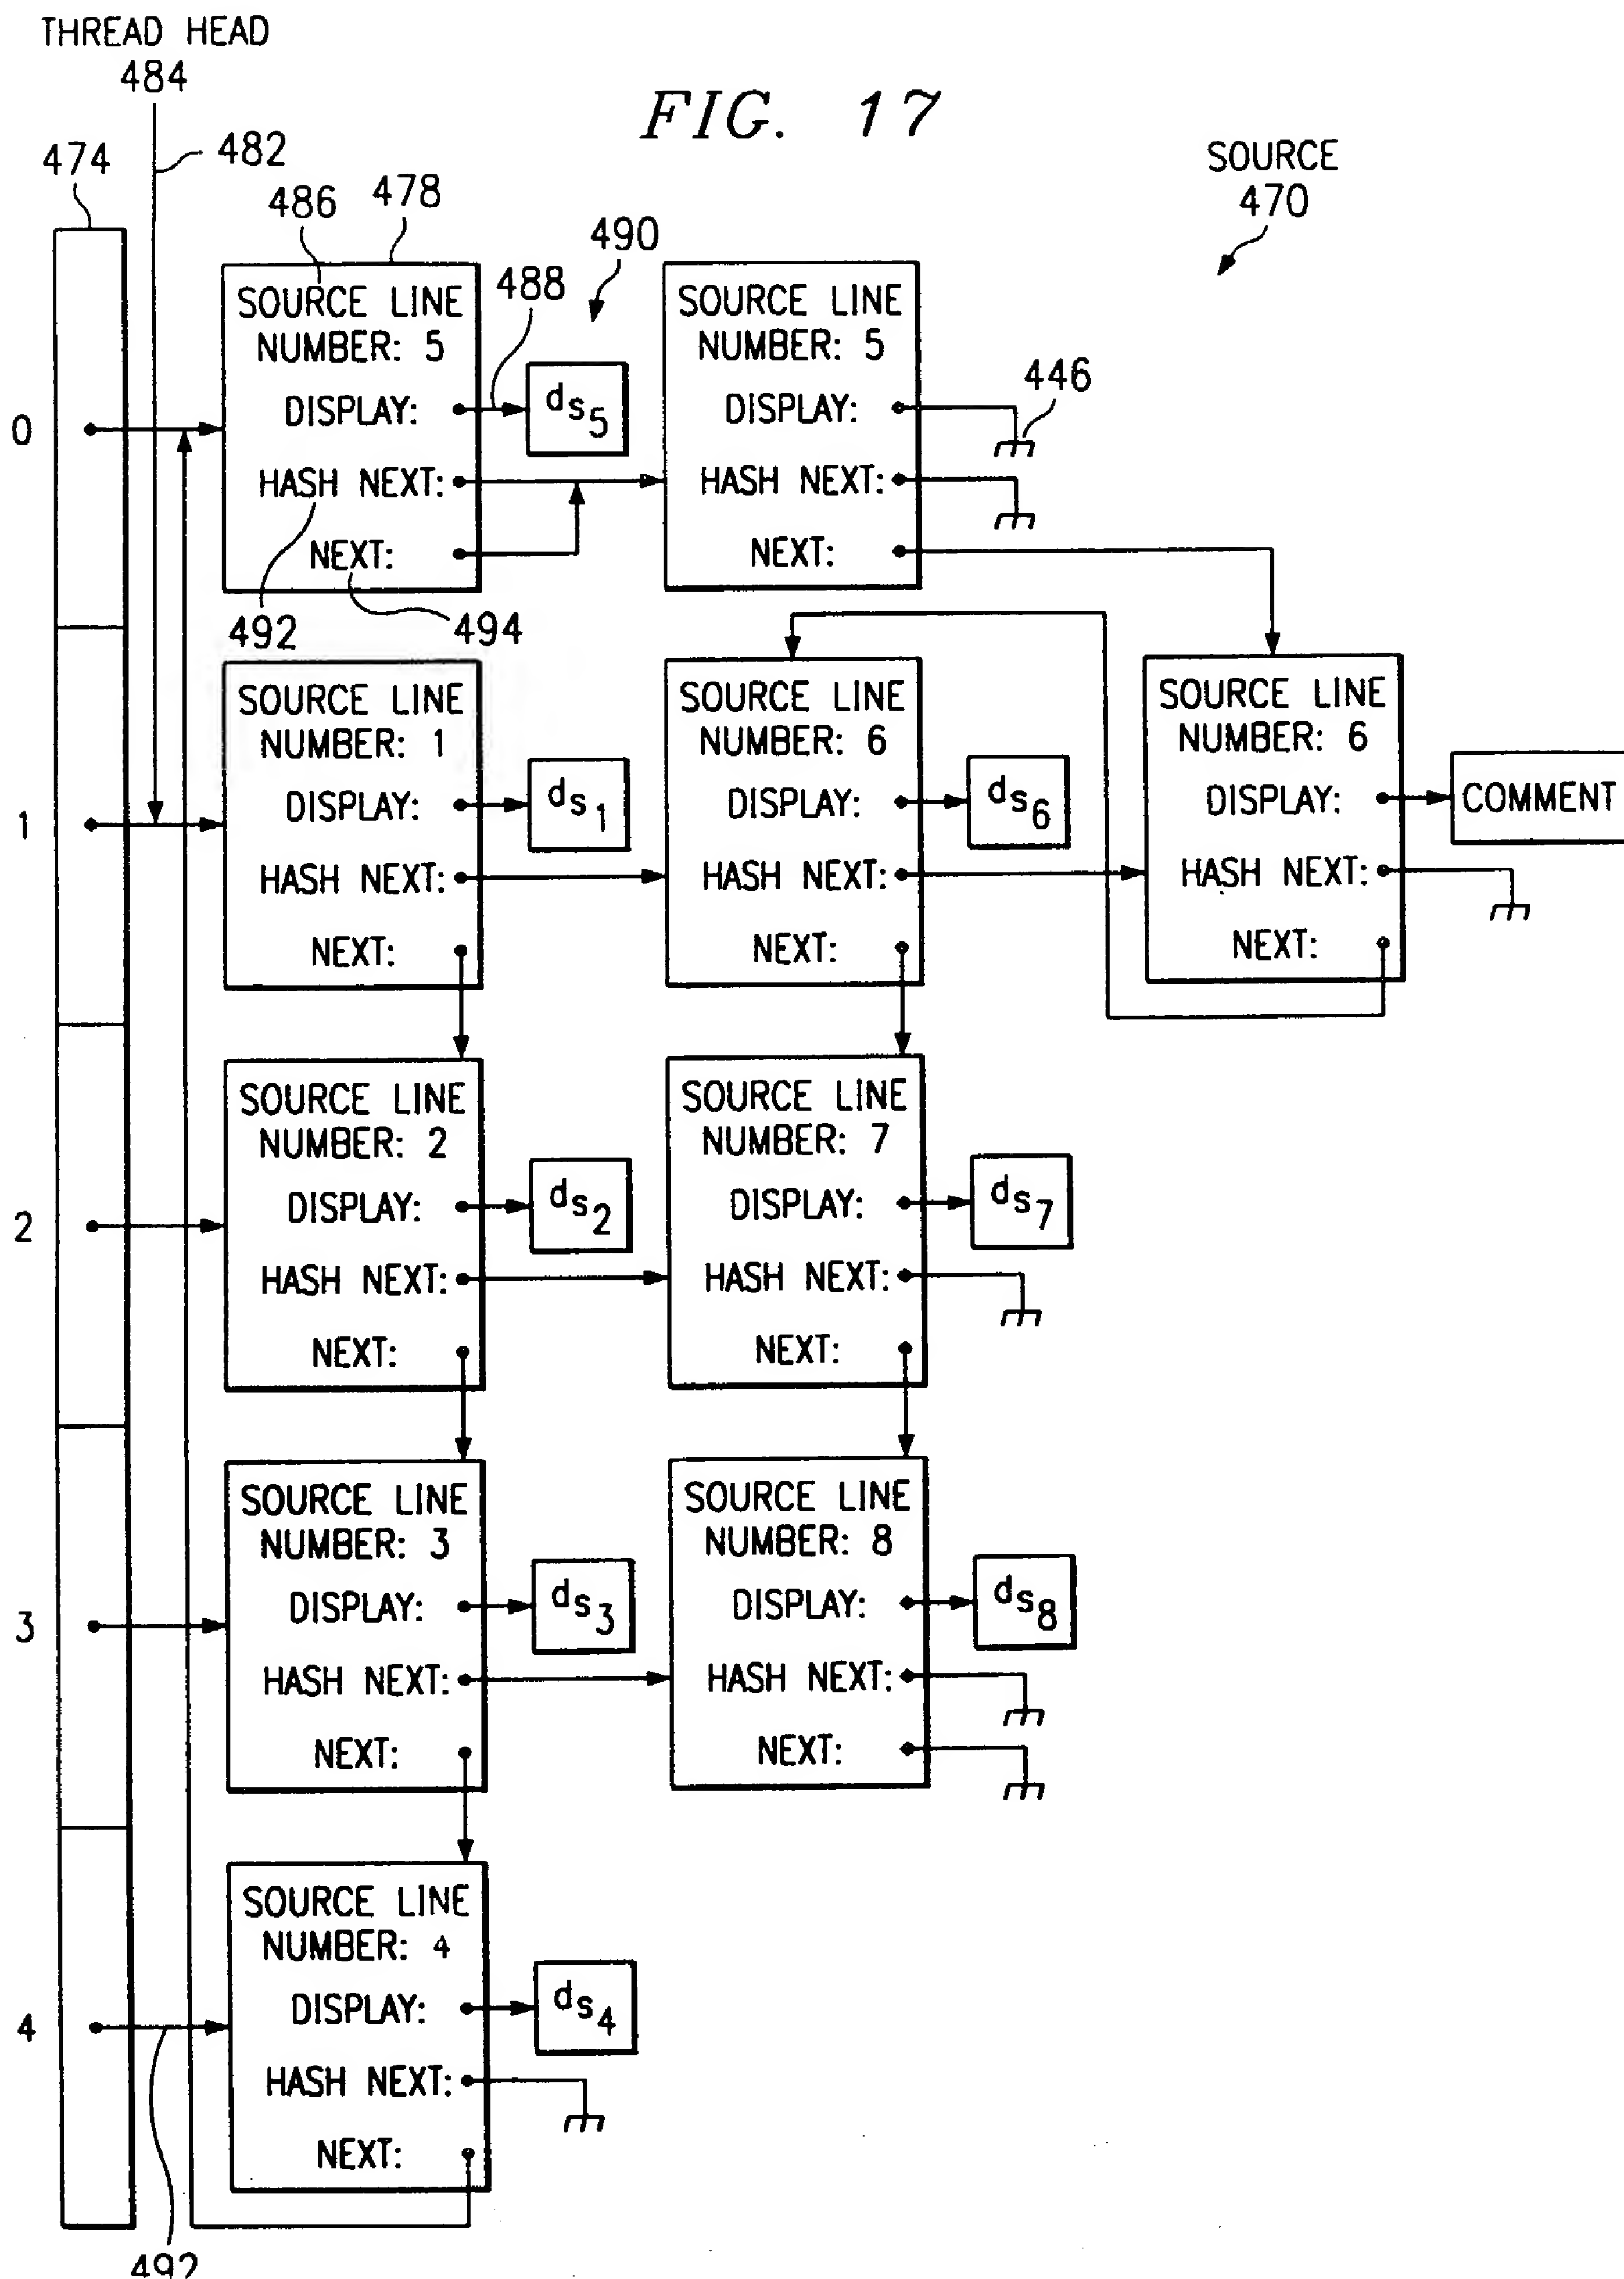 THREAD HEAD
484
FIG. 17
474
482
SOURCE
470
486
478
490
488
SOURCE LINE
NUMBER: 5
DISPLAY:
HASH NEXT:
NEXT:
ds5
SOURCE LINE
NUMBER: 5
DISPLAY:
HASH NEXT:
NEXT:
446
0
492
494
SOURCE LINE
NUMBER: 1
DISPLAY:
HASH NEXT:
NEXT:
ds1
SOURCE LINE
NUMBER: 6
DISPLAY:
HASH NEXT:
NEXT:
ds6
SOURCE LINE
NUMBER: 6
DISPLAY:
HASH NEXT:
NEXT:
COMMENT
1
SOURCE LINE
NUMBER: 2
DISPLAY:
HASH NEXT:
NEXT:
ds2
SOURCE LINE
NUMBER: 7
DISPLAY:
HASH NEXT:
NEXT:
ds7
2
SOURCE LINE
NUMBER: 3
DISPLAY:
HASH NEXT:
NEXT:
ds3
SOURCE LINE
NUMBER: 8
DISPLAY:
HASH NEXT:
NEXT:
ds8
3
SOURCE LINE
NUMBER: 4
DISPLAY:
HASH NEXT:
NEXT:
ds4
4
492